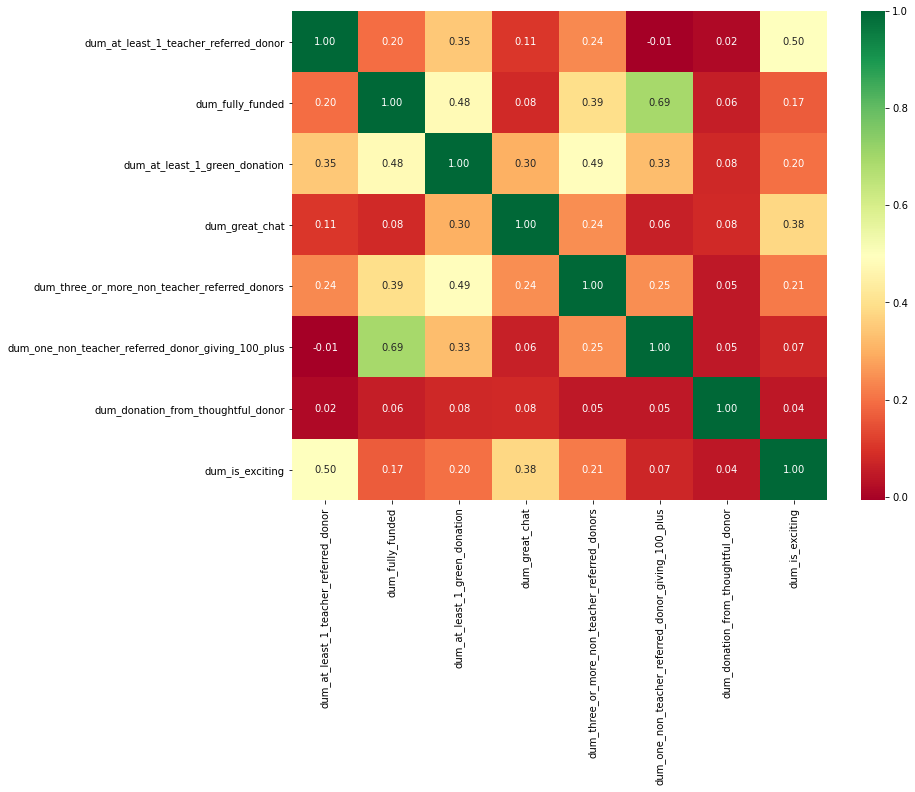 1.0
dum_at_least_1_teacher_referred_donor 1.00 0.20 0.35 0.11 0.24 -0.01 0.02 0.50
dum_fully_funded 0.20 1.00 0.48 0.08 0.39 0.69 0.06 0.17
0.8
dum_at_least_1_green_donation 0.35 0.48 1.00 0.30 0.49 0.33 0.08 0.20
0.6
dum_great_chat 0.11 0.08 0.30 1.00 0.24 0.06 0.08 0.38
dum_three_or_more_non_teacher_referred_donors 0.24 0.39 0.49 0.24 1.00 0.25 0.05 0.21
0.4
dum_one_non_teacher_referred_donor_giving_100_plus -0.01 0.69 0.33 0.06 0.25 1.00 0.05 0.07
0.2
dum_donation_from_thoughtful_donor 0.02 0.06 0.08 0.08 0.05 0.05 1.00 0.04
dum_is_exciting 0.50 0.17 0.20 0.38 0.21 0.07 0.04 1.00
0.0
dum_at_least_1_teacher_referred_donor
dum_fully_funded
dum_at_least_1_green_donation
dum_great_chat
dum_three_or_more_non_teacher_referred_donors
dum_one_non_teacher_referred_donor_giving_100_plus
dum_donation_from_thoughtful_donor
dum_is_exciting